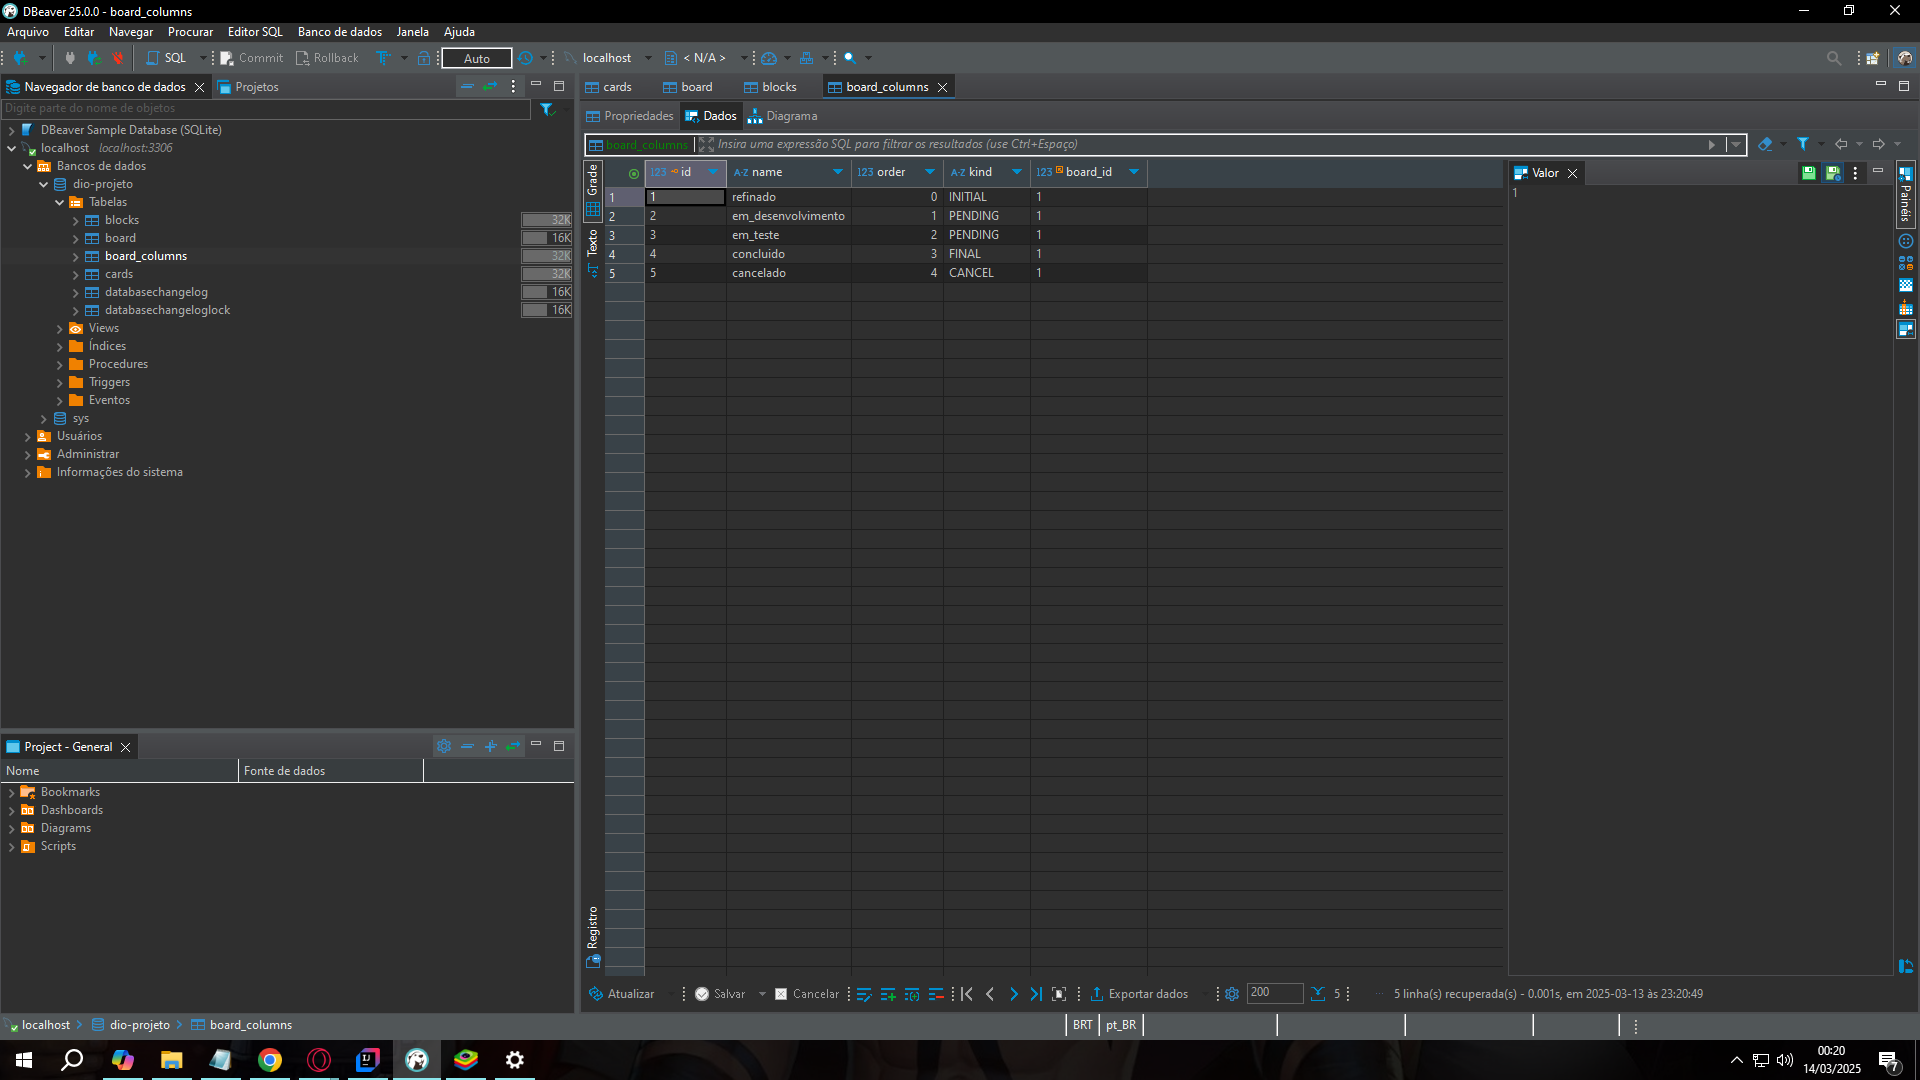 DBeaver 25.0.0 - board_columns
Arquivo Editar Navegar Procurar Editor SQL Banco de dados Janela Ajuda
SQL Commit Rollback Auto localhost < N/A >
Navegador de banco de dados Projetos
Digite parte do nome de objetos
DBeaver Sample Database (SQLite)
localhost localhost:3306
Bancos de dados
dio-projeto
Tabelas
blocks 32K
board 16K
board_columns 32K
cards 32K
databasechangelog 16K
databasechangeloglock 16K
Views
Índices
Procedures
Triggers
Eventos
sys
Usuários
Administrar
Informações do sistema
Project - General
Nome Fonte de dados
Bookmarks
Dashboards
Diagrams
Scripts
cards board blocks board_columns
Propriedades Dados Diagrama
board_columns Insira uma expressão SQL para filtrar os resultados (use Ctrl+Espaço)
Grade
Texto
Registro
123 id A-Z name 123 order A-Z kind 123 board_id
1 1 refinado 0 INITIAL 1
2 2 em_desenvolvimento 1 PENDING 1
3 3 em_teste 2 PENDING 1
4 4 concluido 3 FINAL 1
5 5 cancelado 4 CANCEL 1
Valor
1
Painéis
Atualizar Salvar Cancelar Exportar dados 200 5 5 linha(s) recuperada(s) - 0.001s, em 2025-03-13 às 23:20:49
localhost dio-projeto board_columns BRT pt_BR
00:20
14/03/2025
7